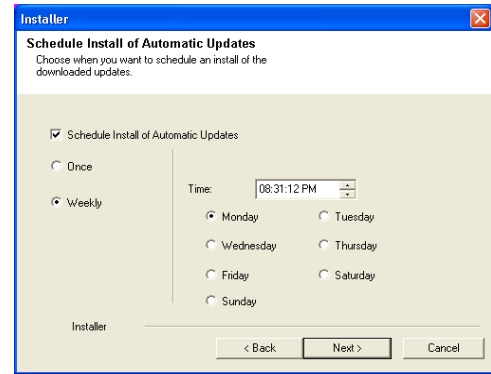 Installer
Schedule Install of Automatic Updates
Choose when you want to schedule an install of the
downloaded updates.
Schedule Install of Automatic Updates
Once
Weekly
Time: 08:31:12 PM
Monday Tuesday
Wednesday Thursday
Friday Saturday
Sunday
Installer
< Back Next > Cancel